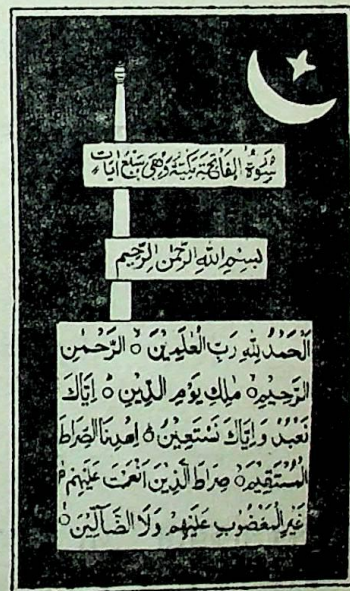 سُوْرَةُ الْفَاتِحَةِ مَكِّيَّةٌ وَهِيَ سَبْعُ اٰيَاتٍ
بِسْمِ اللّٰهِ الرَّحْمٰنِ الرَّحِيْمِ
اَلْحَمْدُ لِلّٰهِ رَبِّ الْعٰلَمِيْنَ ۝ الرَّحْمٰنِ
الرَّحِيْمِ ۝ مٰلِكِ يَوْمِ الدِّيْنِ ۝ اِيَّاكَ
نَعْبُدُ وَاِيَّاكَ نَسْتَعِيْنُ ۝ اِهْدِنَا الصِّرَاطَ
الْمُسْتَقِيْمَ ۝ صِرَاطَ الَّذِيْنَ اَنْعَمْتَ عَلَيْهِمْ ۝
غَيْرِ الْمَغْضُوْبِ عَلَيْهِمْ وَلَا الضَّآلِّيْنَ ۝